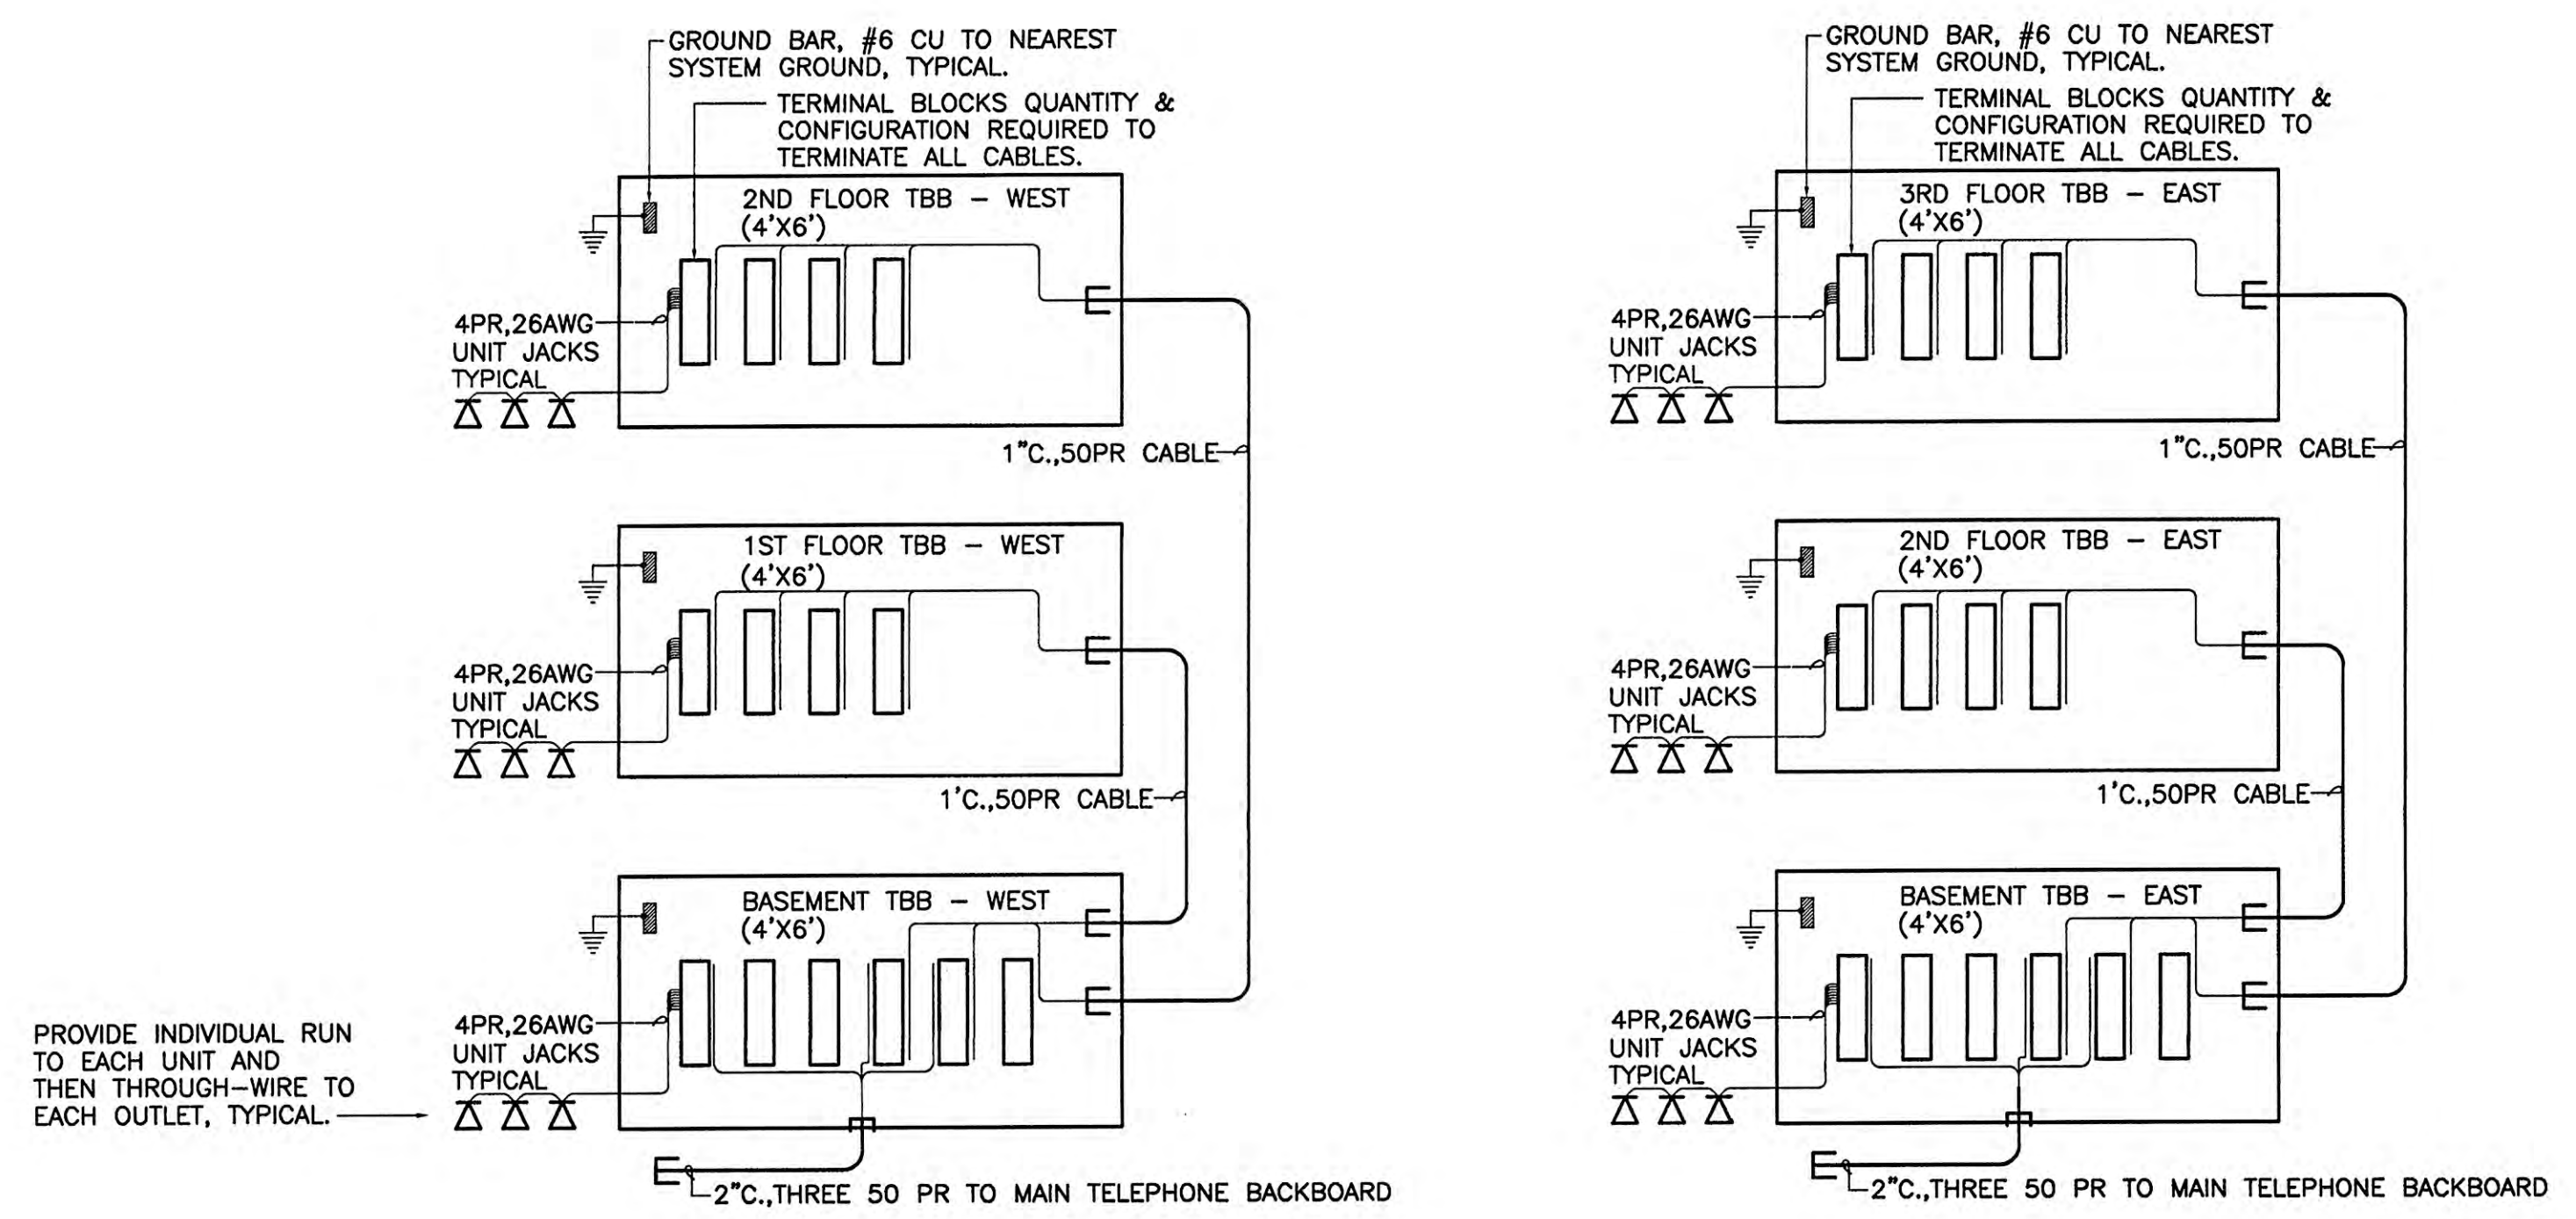 GROUND BAR, #6 CU TO NEAREST
SYSTEM GROUND, TYPICAL.
TERMINAL BLOCKS QUANTITY &
CONFIGURATION REQUIRED TO
TERMINATE ALL CABLES.
2ND FLOOR TBB – WEST
(4'X6')
4PR,26AWG
UNIT JACKS
TYPICAL
1"C.,50PR CABLE
1ST FLOOR TBB – WEST
(4'X6')
4PR,26AWG
UNIT JACKS
TYPICAL
1'C.,50PR CABLE
BASEMENT TBB – WEST
(4'X6')
4PR,26AWG
UNIT JACKS
TYPICAL
PROVIDE INDIVIDUAL RUN
TO EACH UNIT AND
THEN THROUGH–WIRE TO
EACH OUTLET, TYPICAL.
2"C.,THREE 50 PR TO MAIN TELEPHONE BACKBOARD
GROUND BAR, #6 CU TO NEAREST
SYSTEM GROUND, TYPICAL.
TERMINAL BLOCKS QUANTITY &
CONFIGURATION REQUIRED TO
TERMINATE ALL CABLES.
3RD FLOOR TBB – EAST
(4'X6')
4PR,26AWG
UNIT JACKS
TYPICAL
1"C.,50PR CABLE
2ND FLOOR TBB – EAST
(4'X6')
4PR,26AWG
UNIT JACKS
TYPICAL
1'C.,50PR CABLE
BASEMENT TBB – EAST
(4'X6')
4PR,26AWG
UNIT JACKS
TYPICAL
2"C.,THREE 50 PR TO MAIN TELEPHONE BACKBOARD